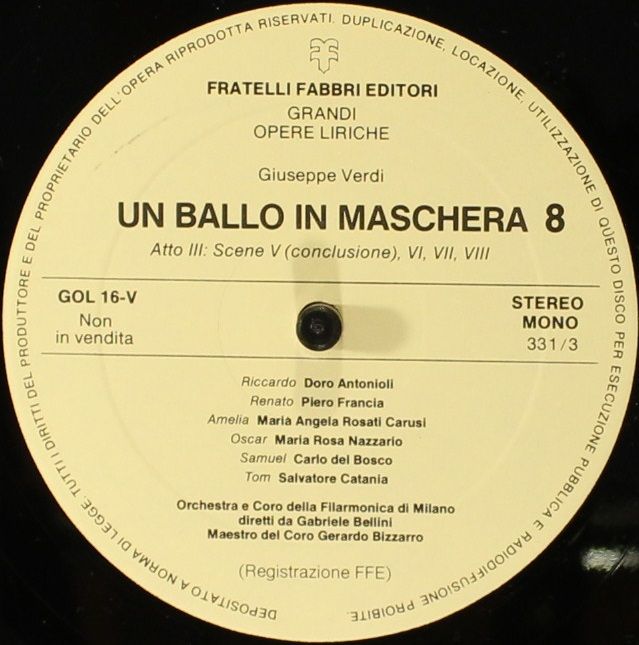 DEPOSITATO A NORMA DI LEGGE. TUTTI I DIRITTI DEL PRODUTTORE E DEL PROPRIETARIO DELL'OPERA RIPRODOTTA RISERVATI. DUPLICAZIONE, LOCAZIONE, UTILIZZAZIONE DI QUESTO DISCO PER ESECUZIONE PUBBLICA E RADIODIFFUSIONE PROIBITE.
FRATELLI FABBRI EDITORI
GRANDI
OPERE LIRICHE
Giuseppe Verdi
UN BALLO IN MASCHERA 8
Atto III: Scene V (conclusione), VI, VII, VIII
GOL 16-V
Non
in vendita
STEREO
MONO
33 1/3
Riccardo Doro Antonioli
Renato Piero Francia
Amelia Maria Angela Rosati Carusi
Oscar Maria Rosa Nazzario
Samuel Carlo del Bosco
Tom Salvatore Catania
Orchestra e Coro della Filarmonica di Milano
diretti da Gabriele Bellini
Maestro del Coro Gerardo Bizzarro
(Registrazione FFE)